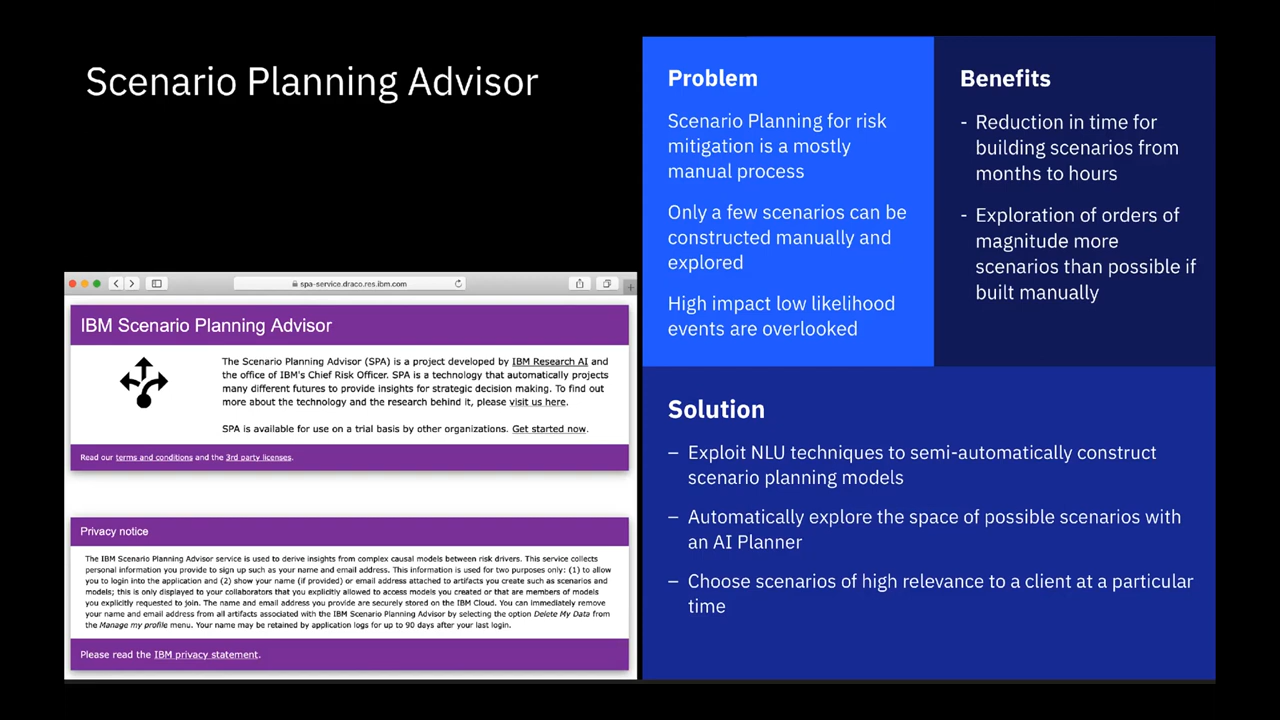 Scenario Planning Advisor
spa-service.draco.res.ibm.com
IBM Scenario Planning Advisor
The Scenario Planning Advisor (SPA) is a project developed by IBM Research AI and
the office of IBM's Chief Risk Officer. SPA is a technology that automatically projects
many different futures to provide insights for strategic decision making. To find out
more about the technology and the research behind it, please visit us here.
SPA is available for use on a trial basis by other organizations. Get started now.
Read our terms and conditions and the 3rd party licenses.
Privacy notice
The IBM Scenario Planning Advisor service is used to derive insights from complex causal models between risk drivers. This service collects
personal information you provide to sign up such as your name and email address. This information is used for two purposes only: (1) to allow
you to login into the application and (2) show your name (if provided) or email address attached to artifacts you create such as scenarios and
models; this is only displayed to your collaborators that you explicitly allowed to access models you created or that are members of models
you explicitly requested to join. The name and email address you provide are securely stored on the IBM Cloud. You can immediately remove
your name and email address from all artifacts associated with the IBM Scenario Planning Advisor by selecting the option Delete My Data from
the Manage my profile menu. Your name may be retained by application logs for up to 90 days after your last login.
Please read the IBM privacy statement.
Problem
Scenario Planning for risk
mitigation is a mostly
manual process
Only a few scenarios can be
constructed manually and
explored
High impact low likelihood
events are overlooked
Benefits
- Reduction in time for
building scenarios from
months to hours
- Exploration of orders of
magnitude more
scenarios than possible if
built manually
Solution
– Exploit NLU techniques to semi-automatically construct
scenario planning models
– Automatically explore the space of possible scenarios with
an AI Planner
– Choose scenarios of high relevance to a client at a particular
time